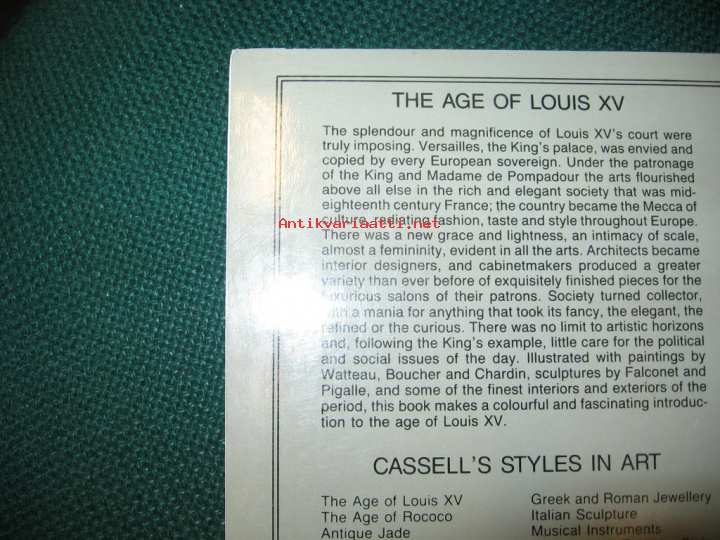 THE AGE OF LOUIS XV
The splendour and magnificence of Louis XV's court were
truly imposing. Versailles, the King's palace, was envied and
copied by every European sovereign. Under the patronage
of the King and Madame de Pompadour the arts flourished
above all else in the rich and elegant society that was mid-
eighteenth century France; the country became the Mecca of
culture, radiating fashion, taste and style throughout Europe.
Antikvariaatti.net
There was a new grace and lightness, an intimacy of scale,
almost a femininity, evident in all the arts. Architects became
interior designers, and cabinetmakers produced a greater
variety than ever before of exquisitely finished pieces for the
luxurious salons of their patrons. Society turned collector,
with a mania for anything that took its fancy, the elegant, the
refined or the curious. There was no limit to artistic horizons
and, following the King's example, little care for the political
and social issues of the day. Illustrated with paintings by
Watteau, Boucher and Chardin, sculptures by Falconet and
Pigalle, and some of the finest interiors and exteriors of the
period, this book makes a colourful and fascinating introduc-
tion to the age of Louis XV.
CASSELL'S STYLES IN ART
The Age of Louis XV
The Age of Rococo
Antique Jade
Greek and Roman Jewellery
Italian Sculpture
Musical Instruments